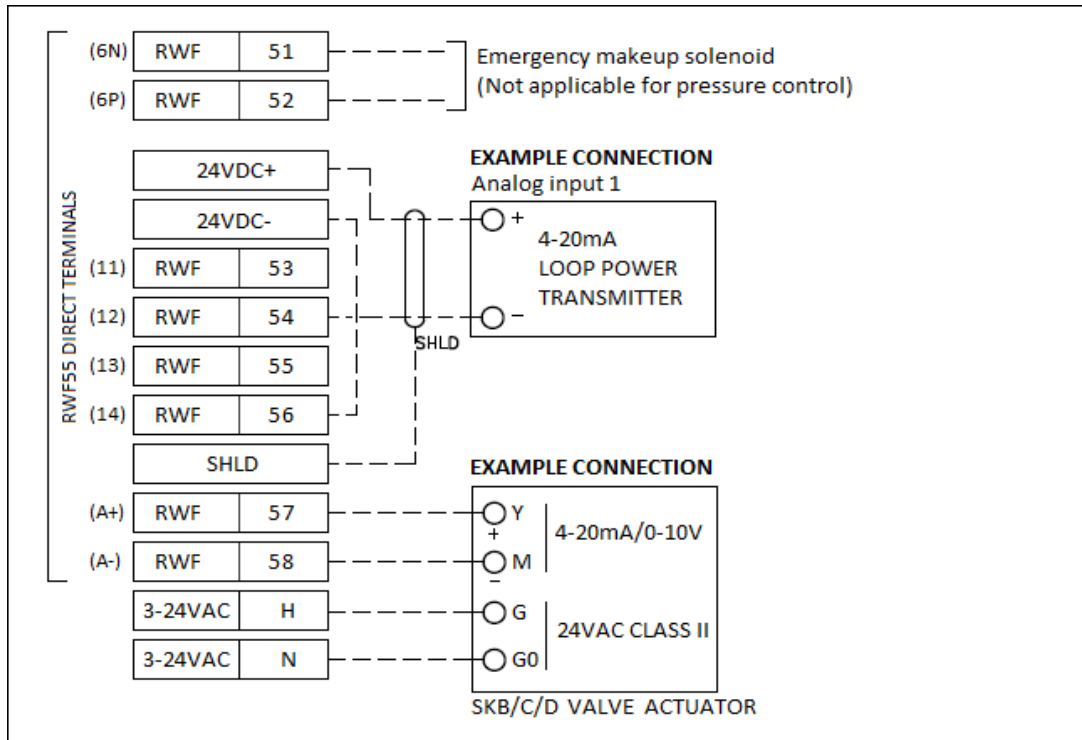 RWF55 DIRECT TERMINALS
(6N) RWF 51
(6P) RWF 52
Emergency makeup solenoid
(Not applicable for pressure control)
24VDC+
24VDC-
(11) RWF 53
(12) RWF 54
(13) RWF 55
(14) RWF 56
SHLD
(A+) RWF 57
(A-) RWF 58
3-24VAC H
3-24VAC N
EXAMPLE CONNECTION
Analog input 1
+
4-20mA
LOOP POWER
TRANSMITTER
−
SHLD
EXAMPLE CONNECTION
Y
+
4-20mA/0-10V
M
−
G
24VAC CLASS II
G0
SKB/C/D VALVE ACTUATOR